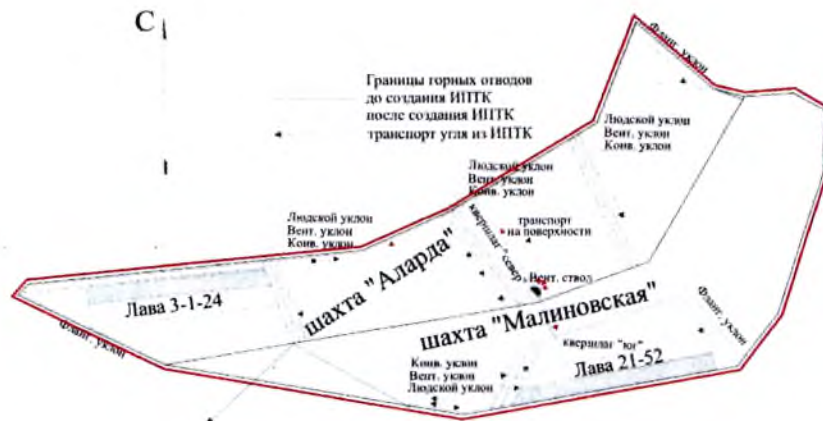 С
Границы горных отводов
до создания ИПТК
после создания ИПТК
транспорт угля из ИПТК
Фланг. уклон
Людской уклон
Вент. уклон
Конв. уклон
Людской уклон
Вент. уклон
Конв. уклон
Людской уклон
Вент. уклон
Конв. уклон
транспорт
на поверхности
квершлаг "север"
Вент. ствол
шахта "Аларда"
Лава 3-1-24
Фланг. уклон
шахта "Малиновская"
Фланг. уклон
квершлаг "юг"
Конв. уклон
Вент. уклон
Людской уклон
Лава 21-52